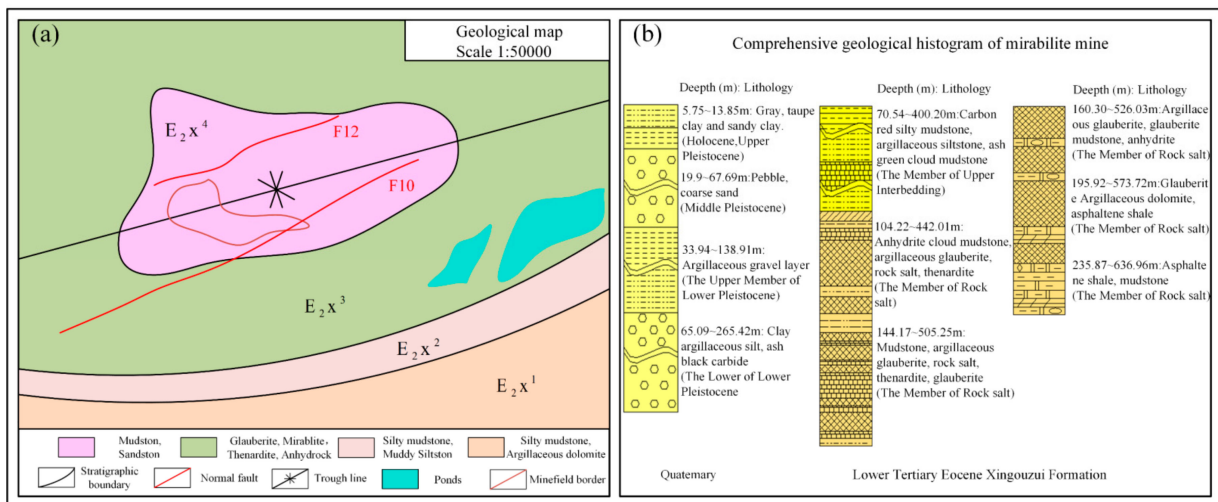 (a)
Geological map
Scale 1:50000
E₂x⁴
F12
F10
E₂x³
E₂x²
E₂x¹
Mudston,
Sandston
Glauberite, Mirablite,
Thenardite, Anhydrock
Silty mudstone,
Muddy Siltston
Silty mudstone,
Argillaceous dolomite
Stratigraphic
boundary
Normal fault
Trough line
Ponds
Minefield border
(b)
Comprehensive geological histogram of mirabilite mine
Deepth (m): Lithology
5.75~13.85m: Gray, taupe
clay and sandy clay.
(Holocene,Upper
Pleistocene)
19.9~67.69m:Pebble,
coarse sand
(Middle Pleistocene)
33.94~138.91m:
Argillaceous gravel layer
(The Upper Member of
Lower Pleistocene)
65.09~265.42m: Clay
argillaceous silt, ash
black carbide
(The Lower of Lower
Pleistocene
Quaternary
Deepth (m): Lithology
70.54~400.20m:Carbon
red silty mudstone,
argillaceous siltstone, ash
green cloud mudstone
(The Member of Upper
Interbedding)
104.22~442.01m:
Anhydrite cloud mudstone,
argillaceous glauberite,
rock salt, thenardite
(The Member of Rock
salt)
144.17~505.25m:
Mudstone, argillaceous
glauberite, rock salt,
thenardite, glauberite
(The Member of Rock salt)
Deepth (m): Lithology
160.30~526.03m:Argillace
ous glauberite, glauberite
mudstone, anhydrite
(The Member of Rock salt)
195.92~573.72m:Glauberit
e Argillaceous dolomite,
asphaltene shale
(The Member of Rock salt)
235.87~636.96m:Asphalte
ne shale, mudstone
(The Member of Rock salt)
Lower Tertiary Eocene Xingouzui Formation